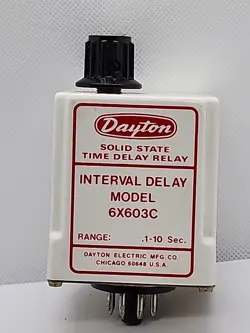 Dayton
SOLID STATE
TIME DELAY RELAY
INTERVAL DELAY
MODEL
6X603C
RANGE: .1-10 Sec.
DAYTON ELECTRIC MFG. CO.
CHICAGO 60648 U.S.A.